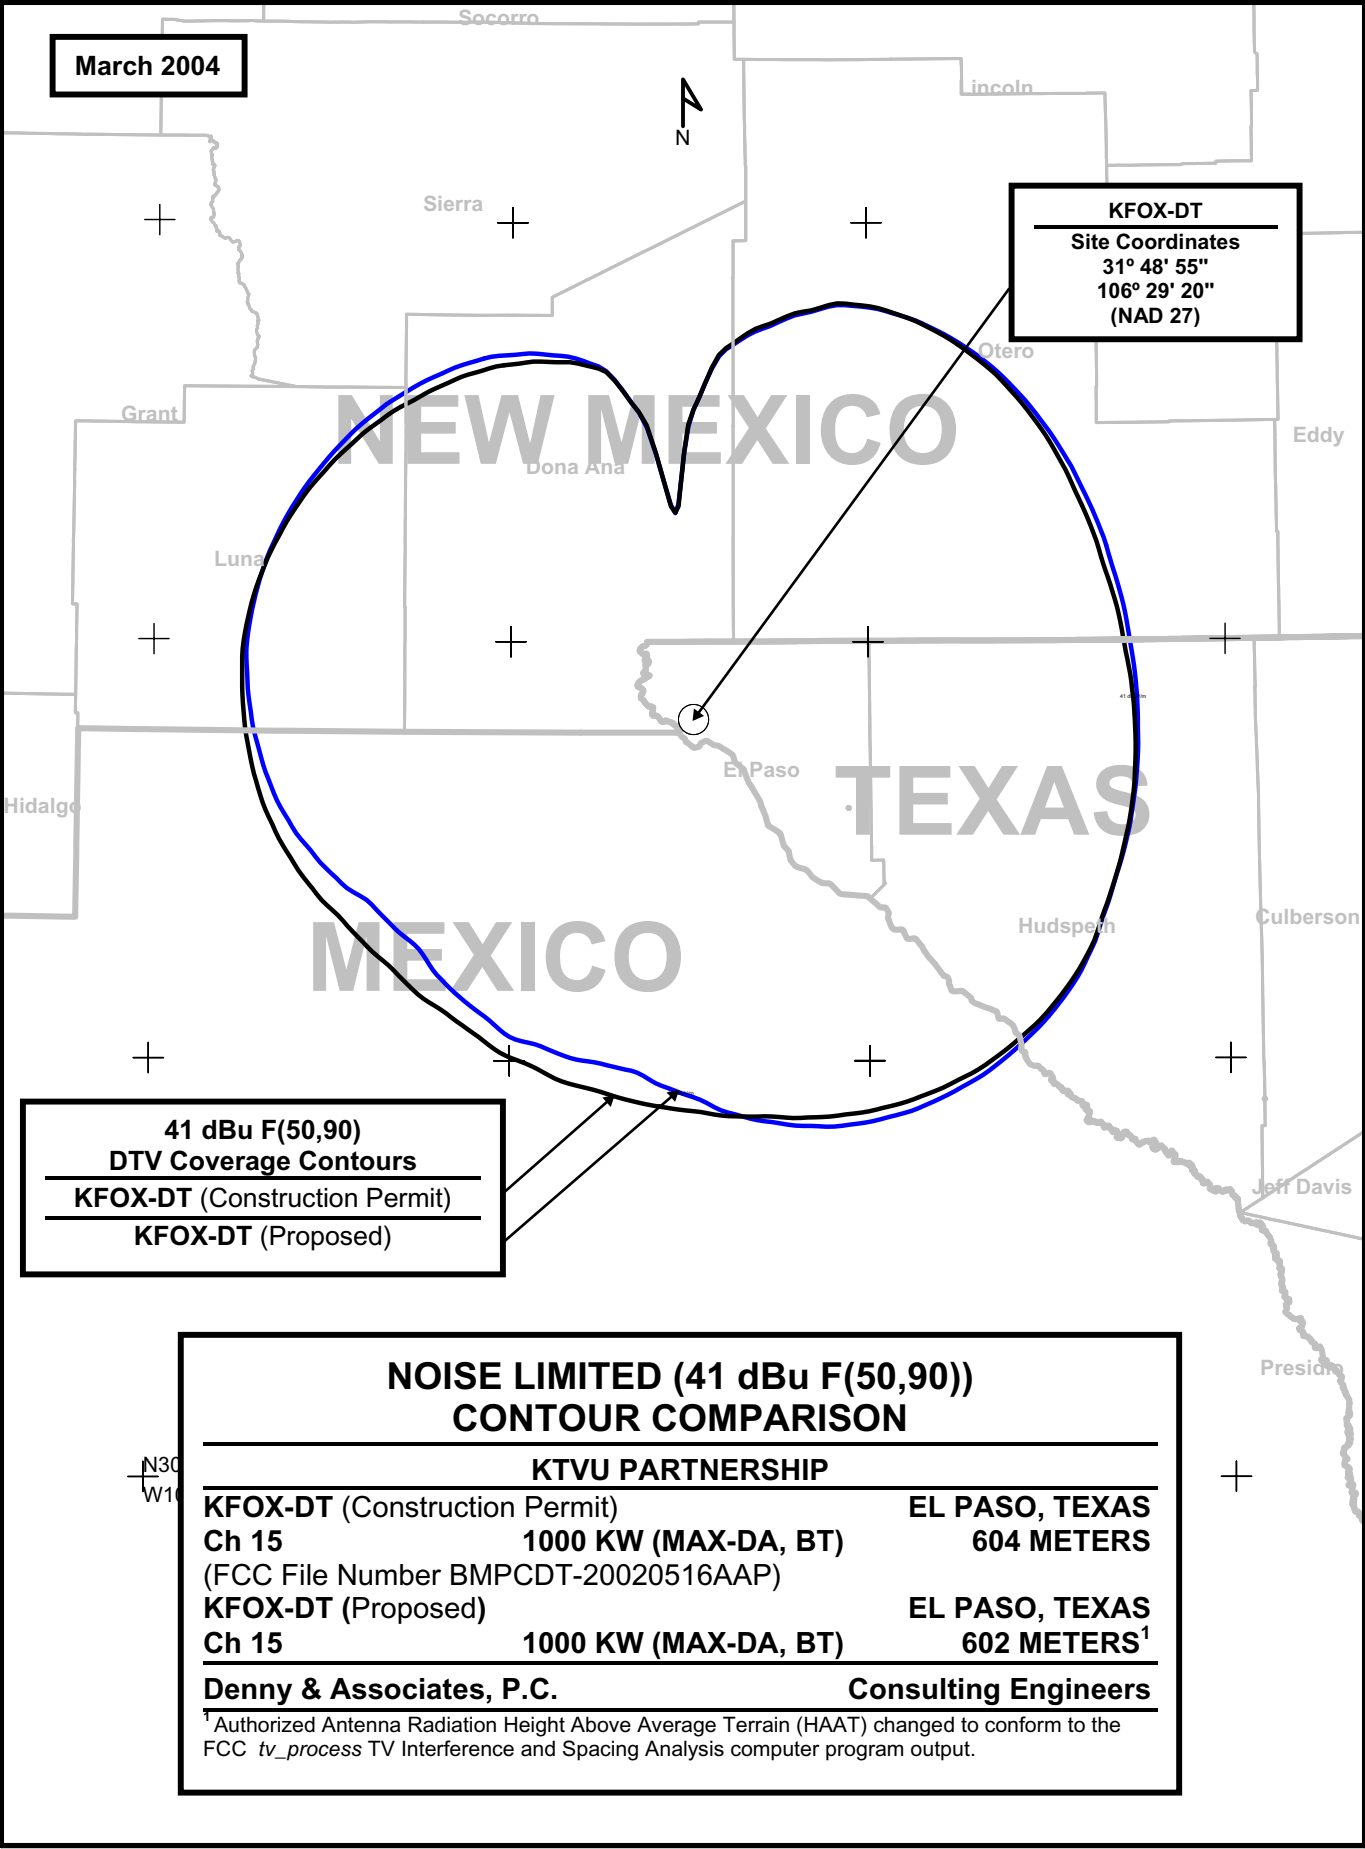 Socorro
March 2004
incoln
N
Sierra
KFOX-DT
Site Coordinates
31º 48' 55"
106º 29' 20"
(NAD 27)
Otero
Grant
NEW MEXICO
Eddy
Dona Ana
Luna
El Paso
TEXAS
Hidalgo
MEXICO
Hudspeth
Culberson
41 dBu F(50,90)
DTV Coverage Contours
KFOX-DT (Construction Permit)
KFOX-DT (Proposed)
Jeff Davis
Presidio
NOISE LIMITED (41 dBu F(50,90))
CONTOUR COMPARISON
KTVU PARTNERSHIP
N30
W10
KFOX-DT (Construction Permit) EL PASO, TEXAS
Ch 15 1000 KW (MAX-DA, BT) 604 METERS
(FCC File Number BMPCDT-20020516AAP)
KFOX-DT (Proposed) EL PASO, TEXAS
Ch 15 1000 KW (MAX-DA, BT) 602 METERS¹
Denny & Associates, P.C. Consulting Engineers
¹ Authorized Antenna Radiation Height Above Average Terrain (HAAT) changed to conform to the
FCC tv_process TV Interference and Spacing Analysis computer program output.